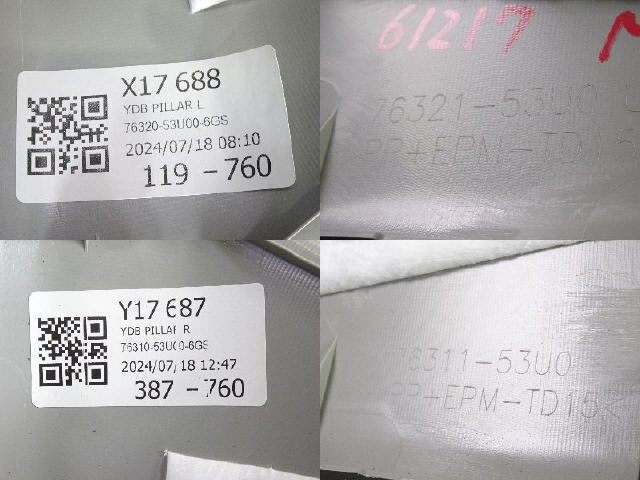 X17 688
YDB PILLAR L
76320-53U00-6GS
2024/07/18 08:10
119 - 760
61217
76321-53U0
PP+EPM-TD15
Y17 687
YDB PILLAR R
76310-53U00-6GS
2024/07/18 12:47
387 - 760
76311-53U0
PP+EPM-TD15<